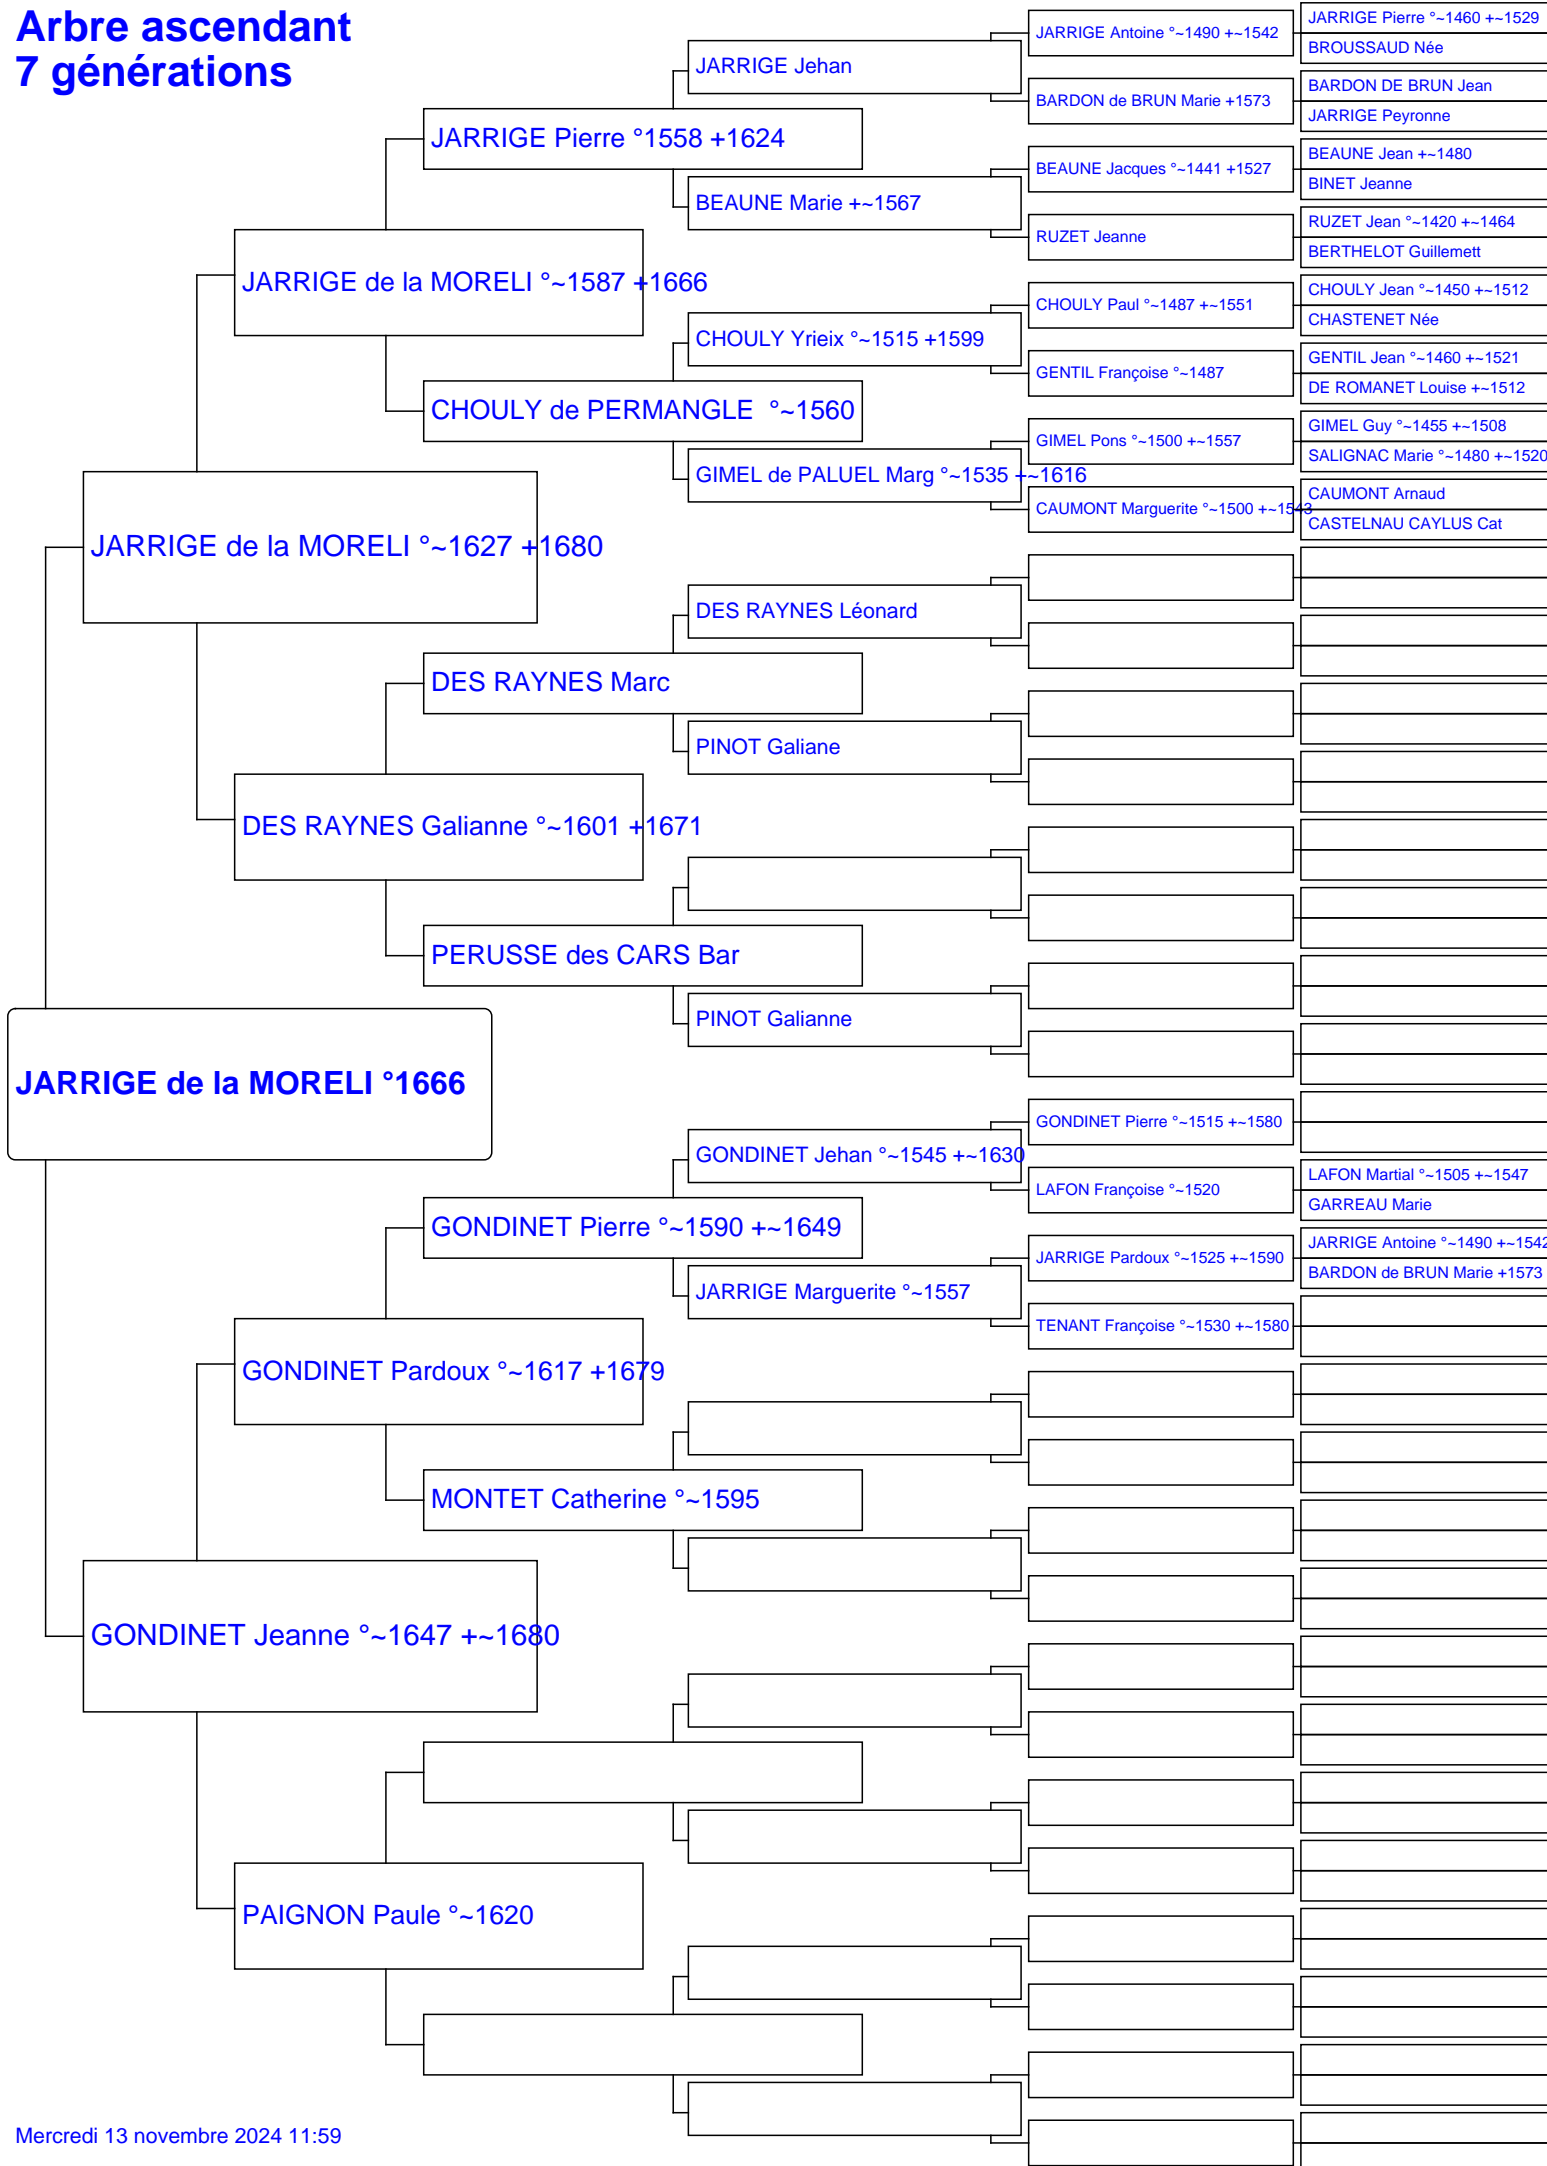 Arbre ascendant
7 générations
JARRIGE Pierre °~1460 +~1529
JARRIGE Antoine °~1490 +~1542
BROUSSAUD Née
JARRIGE Jehan
BARDON DE BRUN Jean
BARDON de BRUN Marie +1573
JARRIGE Peyronne
JARRIGE Pierre °1558 +1624
BEAUNE Jean +~1480
BEAUNE Jacques °~1441 +1527
BINET Jeanne
BEAUNE Marie +~1567
RUZET Jean °~1420 +~1464
RUZET Jeanne
BERTHELOT Guillemett
JARRIGE de la MORELI °~1587 +1666
CHOULY Jean °~1450 +~1512
CHOULY Paul °~1487 +~1551
CHASTENET Née
CHOULY Yrieix °~1515 +1599
GENTIL Jean °~1460 +~1521
GENTIL Françoise °~1487
DE ROMANET Louise +~1512
CHOULY de PERMANGLE °~1560
GIMEL Guy °~1455 +~1508
GIMEL Pons °~1500 +~1557
SALIGNAC Marie °~1480 +~1520
GIMEL de PALUEL Marg °~1535 +~1616
CAUMONT Arnaud
CAUMONT Marguerite °~1500 +~1543
CASTELNAU CAYLUS Cat
JARRIGE de la MORELI °~1627 +1680
DES RAYNES Léonard
DES RAYNES Marc
PINOT Galiane
DES RAYNES Galianne °~1601 +1671
PERUSSE des CARS Bar
PINOT Galianne
JARRIGE de la MORELI °1666
GONDINET Pierre °~1515 +~1580
GONDINET Jehan °~1545 +~1630
LAFON Martial °~1505 +~1547
LAFON Françoise °~1520
GARREAU Marie
GONDINET Pierre °~1590 +~1649
JARRIGE Antoine °~1490 +~1542
JARRIGE Pardoux °~1525 +~1590
BARDON de BRUN Marie +1573
JARRIGE Marguerite °~1557
TENANT Françoise °~1530 +~1580
GONDINET Pardoux °~1617 +1679
MONTET Catherine °~1595
GONDINET Jeanne °~1647 +~1680
PAIGNON Paule °~1620
Mercredi 13 novembre 2024 11:59